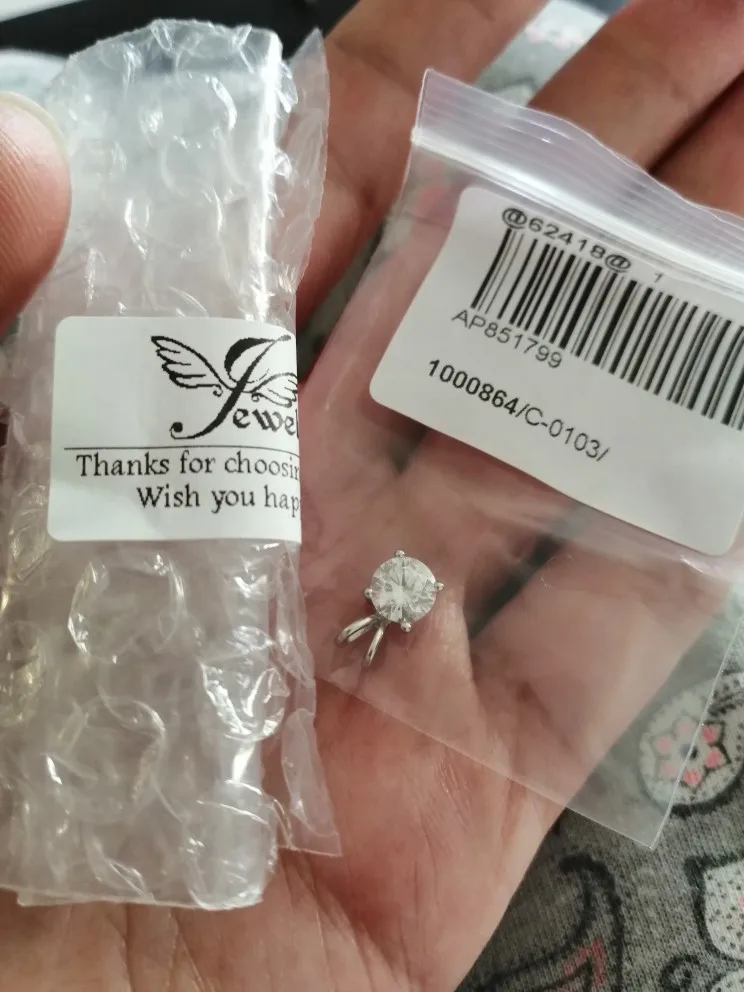 Jewel
Thanks for choosin
Wish you hap
@62418@ 1
AP851799
1000864/C-0103/